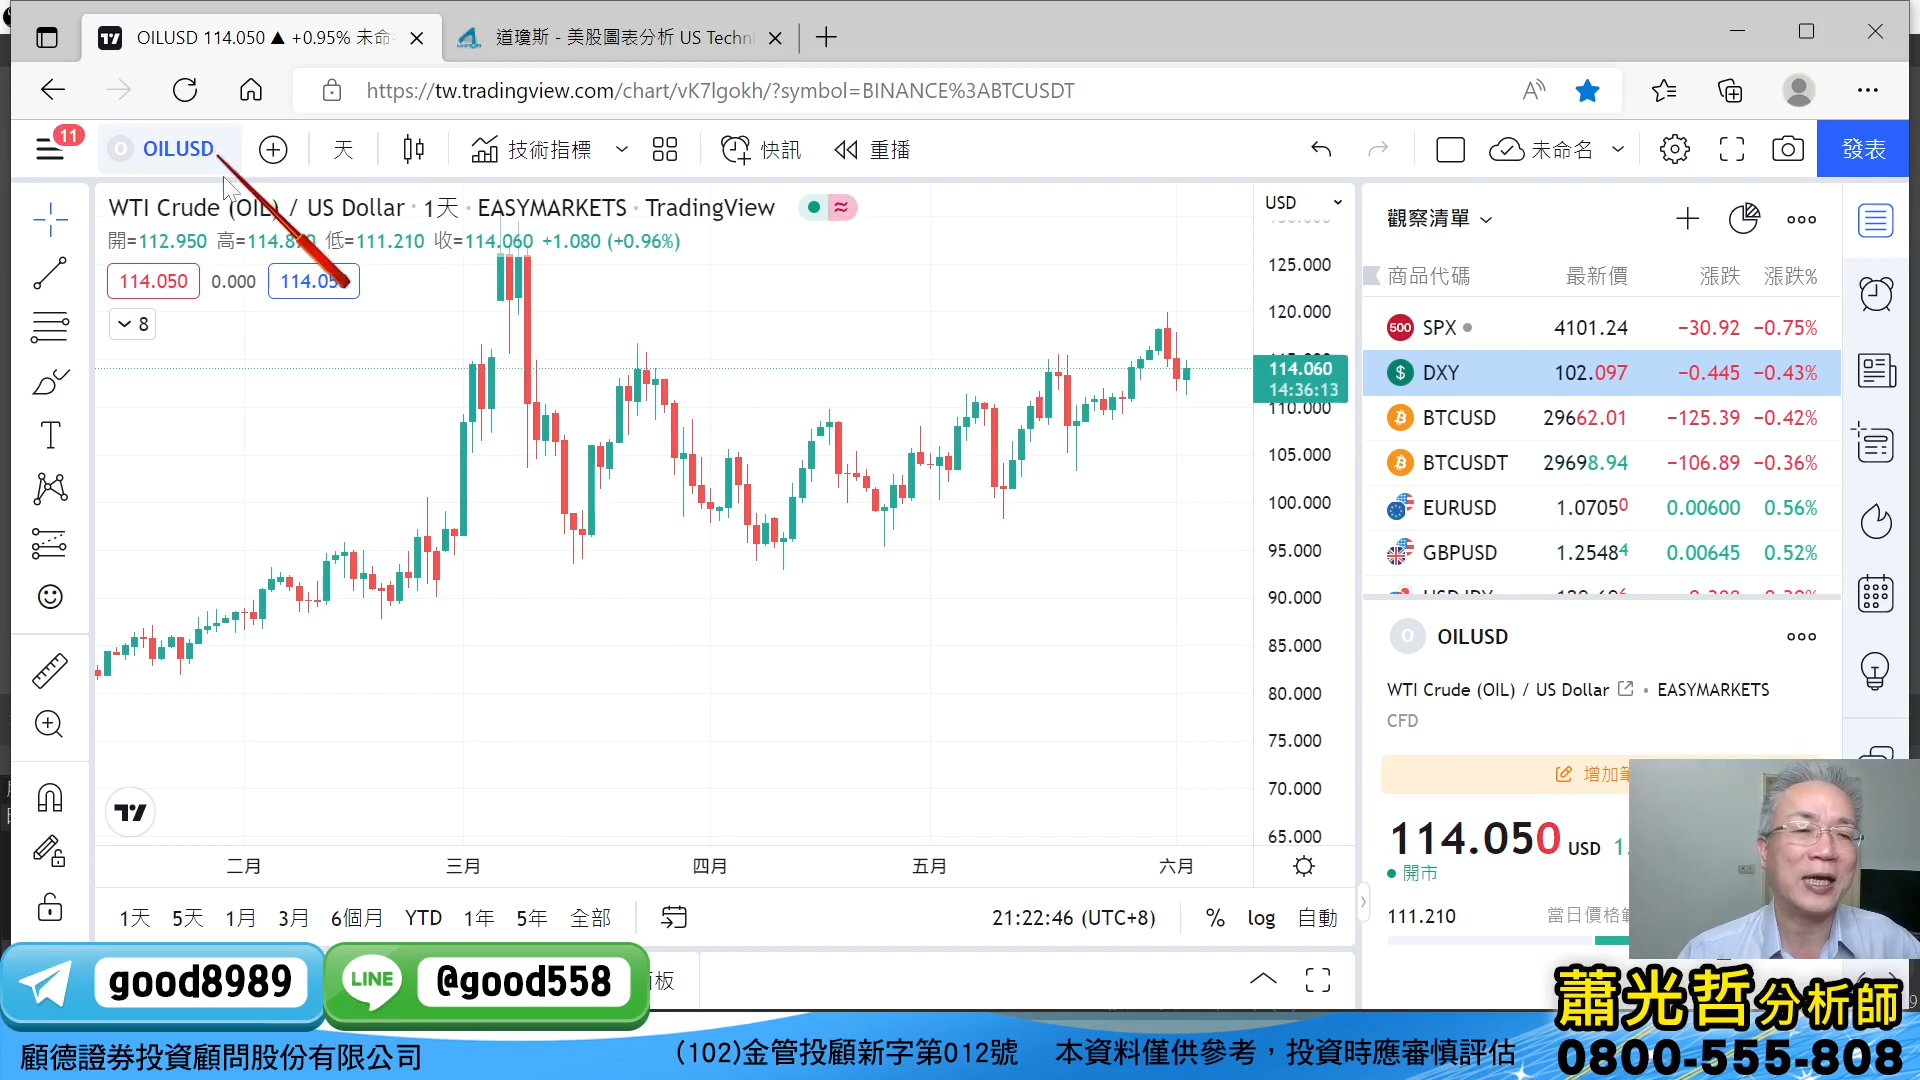 OILUSD 114.050 ▲ +0.95% 未命
道瓊斯 - 美股圖表分析 US Techn
https://tw.tradingview.com/chart/vK7lgokh/?symbol=BINANCE%3ABTCUSDT
11
OILUSD
天
技術指標
快訊
重播
未命名
發表
WTI Crude (OIL) / US Dollar · 1天 · EASYMARKETS · TradingView
開=112.950 高=114.8 低=111.210 收=114.060 +1.080 (+0.96%)
114.050 0.000 114.05
8
USD
125.000
120.000
114.060
14:36:13
110.000
105.000
100.000
95.000
90.000
85.000
80.000
75.000
70.000
65.000
二月 三月 四月 五月 六月
1天 5天 1月 3月 6個月 YTD 1年 5年 全部
21:22:46 (UTC+8) % log 自動
板
觀察清單
商品代碼 最新價 漲跌 漲跌%
500 SPX 4101.24 −30.92 −0.75%
DXY 102.097 −0.445 −0.43%
BTCUSD 29662.01 −125.39 −0.42%
BTCUSDT 29698.94 −106.89 −0.36%
EURUSD 1.07050 0.00600 0.56%
GBPUSD 1.25484 0.00645 0.52%
O OILUSD
WTI Crude (OIL) / US Dollar • EASYMARKETS
CFD
增加筆
114.050 USD 1.
開市
111.210 當日價格範
good8989
LINE @good558
蕭光哲分析師
0800-555-808
顧德證券投資顧問股份有限公司
(102)金管投顧新字第012號 本資料僅供參考，投資時應審慎評估